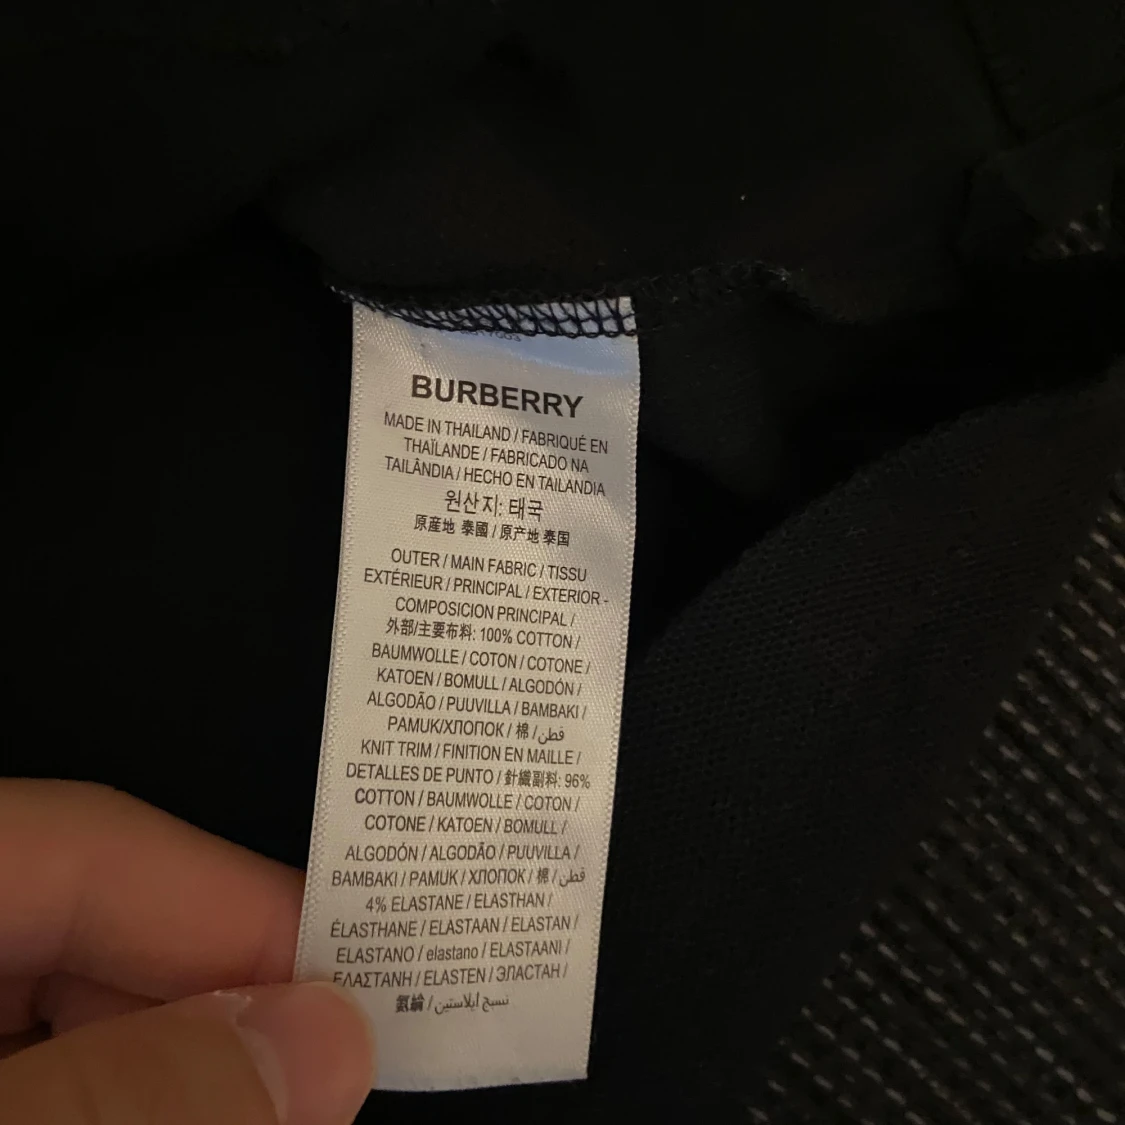 BURBERRY
MADE IN THAILAND / FABRIQUÉ EN
THAÏLANDE / FABRICADO NA
TAILÂNDIA / HECHO EN TAILANDIA
원산지: 태국
原産地 泰國 / 原产地 泰国
OUTER / MAIN FABRIC / TISSU
EXTÉRIEUR / PRINCIPAL / EXTERIOR -
COMPOSICION PRINCIPAL /
外部/主要布料: 100% COTTON /
BAUMWOLLE / COTON / COTONE /
KATOEN / BOMULL / ALGODÓN /
ALGODÃO / PUUVILLA / BAMBAKI /
PAMUK/ХЛОПОК / 棉 / قطن
KNIT TRIM / FINITION EN MAILLE /
DETALLES DE PUNTO / 針織副料: 96%
COTTON / BAUMWOLLE / COTON /
COTONE / KATOEN / BOMULL /
ALGODÓN / ALGODÃO / PUUVILLA /
BAMBAKI / PAMUK / ХЛОПОК / 棉 / قطن
4% ELASTANE / ELASTHAN /
ÉLASTHANE / ELASTAAN / ELASTAN /
ELASTANO / elastano / ELASTAANI /
ΕΛΑΣΤΑΝΗ / ELASTEN / ЭЛАСТАН /
氨綸 / نسيج ايلاستين